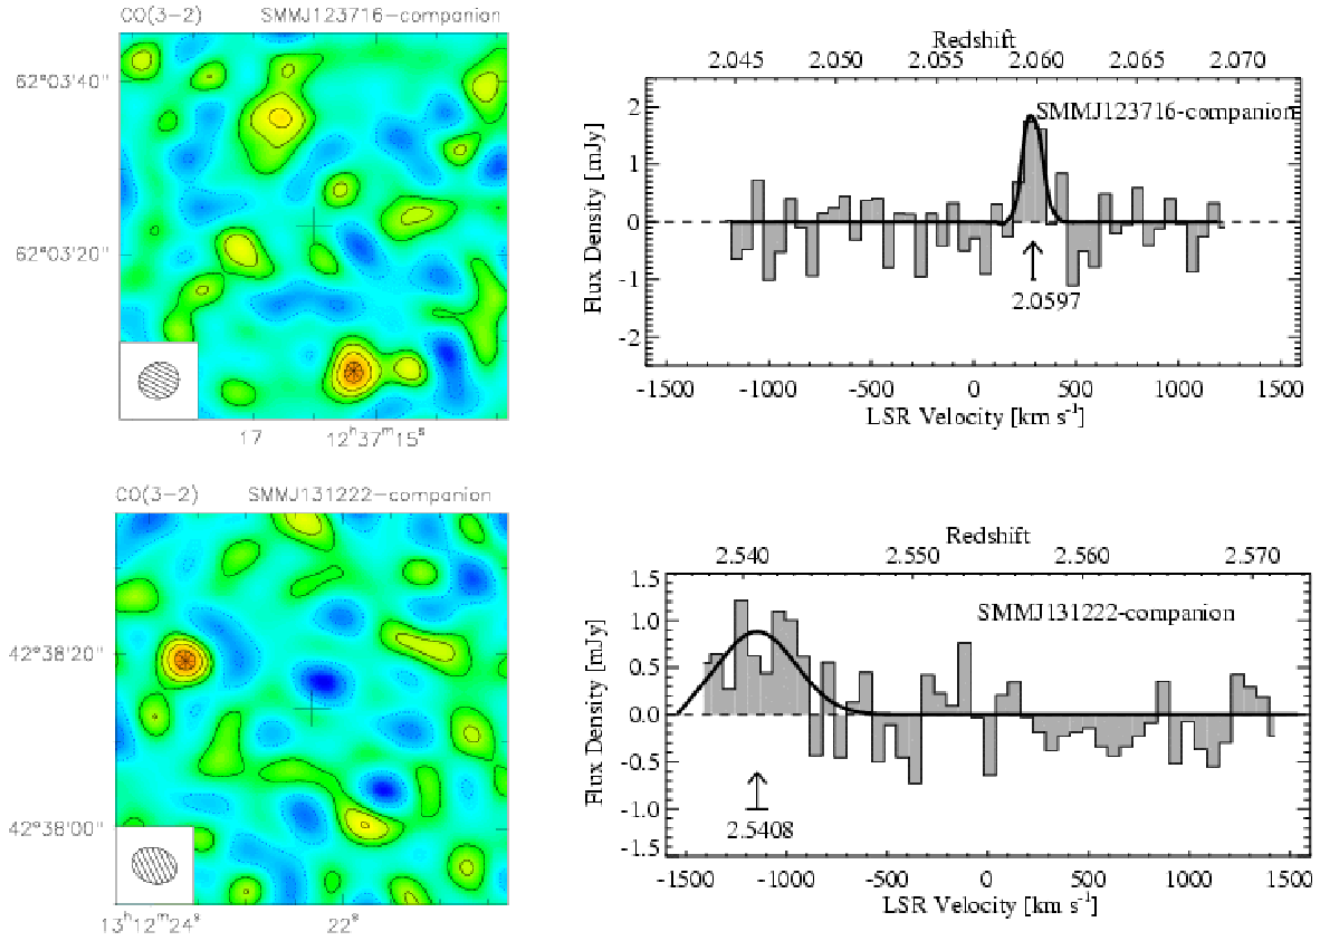 CO(3−2) SMMJ123716−companion
62°03'40"
62°03'20"
17 12ʰ37ᵐ15ˢ
Redshift
2.045 2.050 2.055 2.060 2.065 2.070
SMMJ123716-companion
Flux Density [mJy]
2
1
0
-1
-2
2.0597
-1500 -1000 -500 0 500 1000 1500
LSR Velocity [km s⁻¹]
CO(3−2) SMMJ131222−companion
42°38'20"
42°38'00"
13ʰ12ᵐ24ˢ 22ˢ
Redshift
2.540 2.550 2.560 2.570
SMMJ131222-companion
Flux Density [mJy]
1.5
1.0
0.5
0.0
-0.5
-1.0
-1.5
2.5408
-1500 -1000 -500 0 500 1000 1500
LSR Velocity [km s⁻¹]